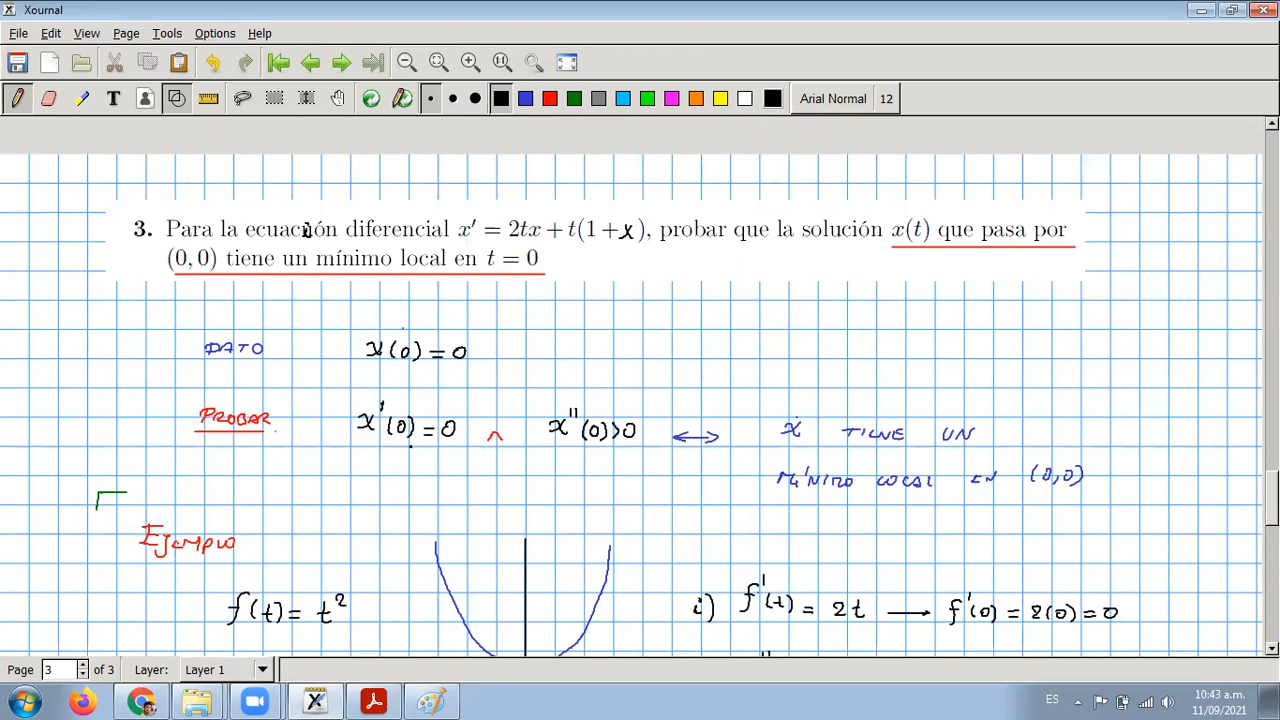 Xournal
File Edit View Page Tools Options Help
Arial Normal 12
3. Para la ecuación diferencial x′ = 2tx + t(1 + x), probar que la solución x(t) que pasa por
(0, 0) tiene un mínimo local en t = 0
DATO x(0) = 0
PROBAR x'(0) = 0 ^ x''(0)>0 ↔ x TIENE UN
MÍNIMO LOCAL EN (0,0)
Ejemplo
f(t) = t² i) f'(t) = 2t → f'(0) = 2(0) = 0
Page 3 of 3 Layer: Layer 1
ES 10:43 a.m.
11/09/2021